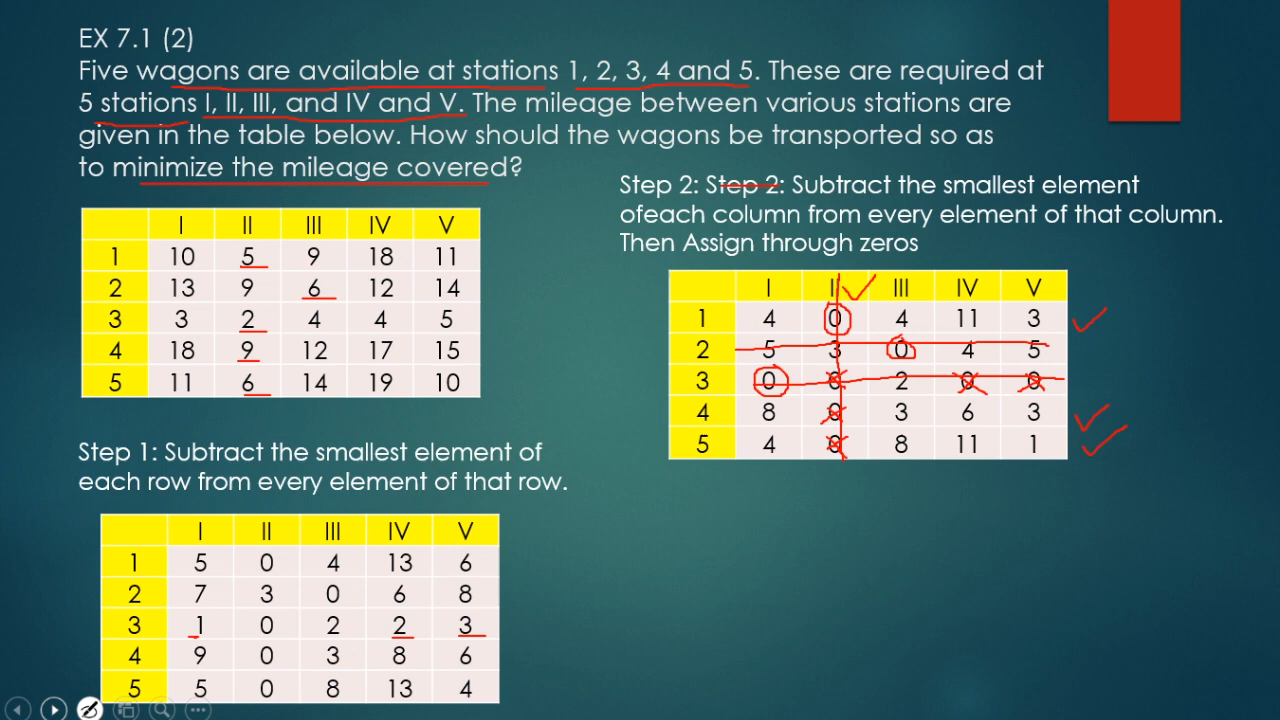 EX 7.1 (2)
Five wagons are available at stations 1, 2, 3, 4 and 5. These are required at
5 stations I, II, III, and IV and V. The mileage between various stations are
given in the table below. How should the wagons be transported so as
to minimize the mileage covered?
I II III IV V
1 10 5 9 18 11
2 13 9 6 12 14
3 3 2 4 4 5
4 18 9 12 17 15
5 11 6 14 19 10
Step 1: Subtract the smallest element of
each row from every element of that row.
I II III IV V
1 5 0 4 13 6
2 7 3 0 6 8
3 1 0 2 2 3
4 9 0 3 8 6
5 5 0 8 13 4
Step 2: Step 2: Subtract the smallest element
ofeach column from every element of that column.
Then Assign through zeros
I II III IV V
1 4 0 4 11 3
2 5 3 0 4 5
3 0 0 2 0 0
4 8 0 3 6 3
5 4 0 8 11 1